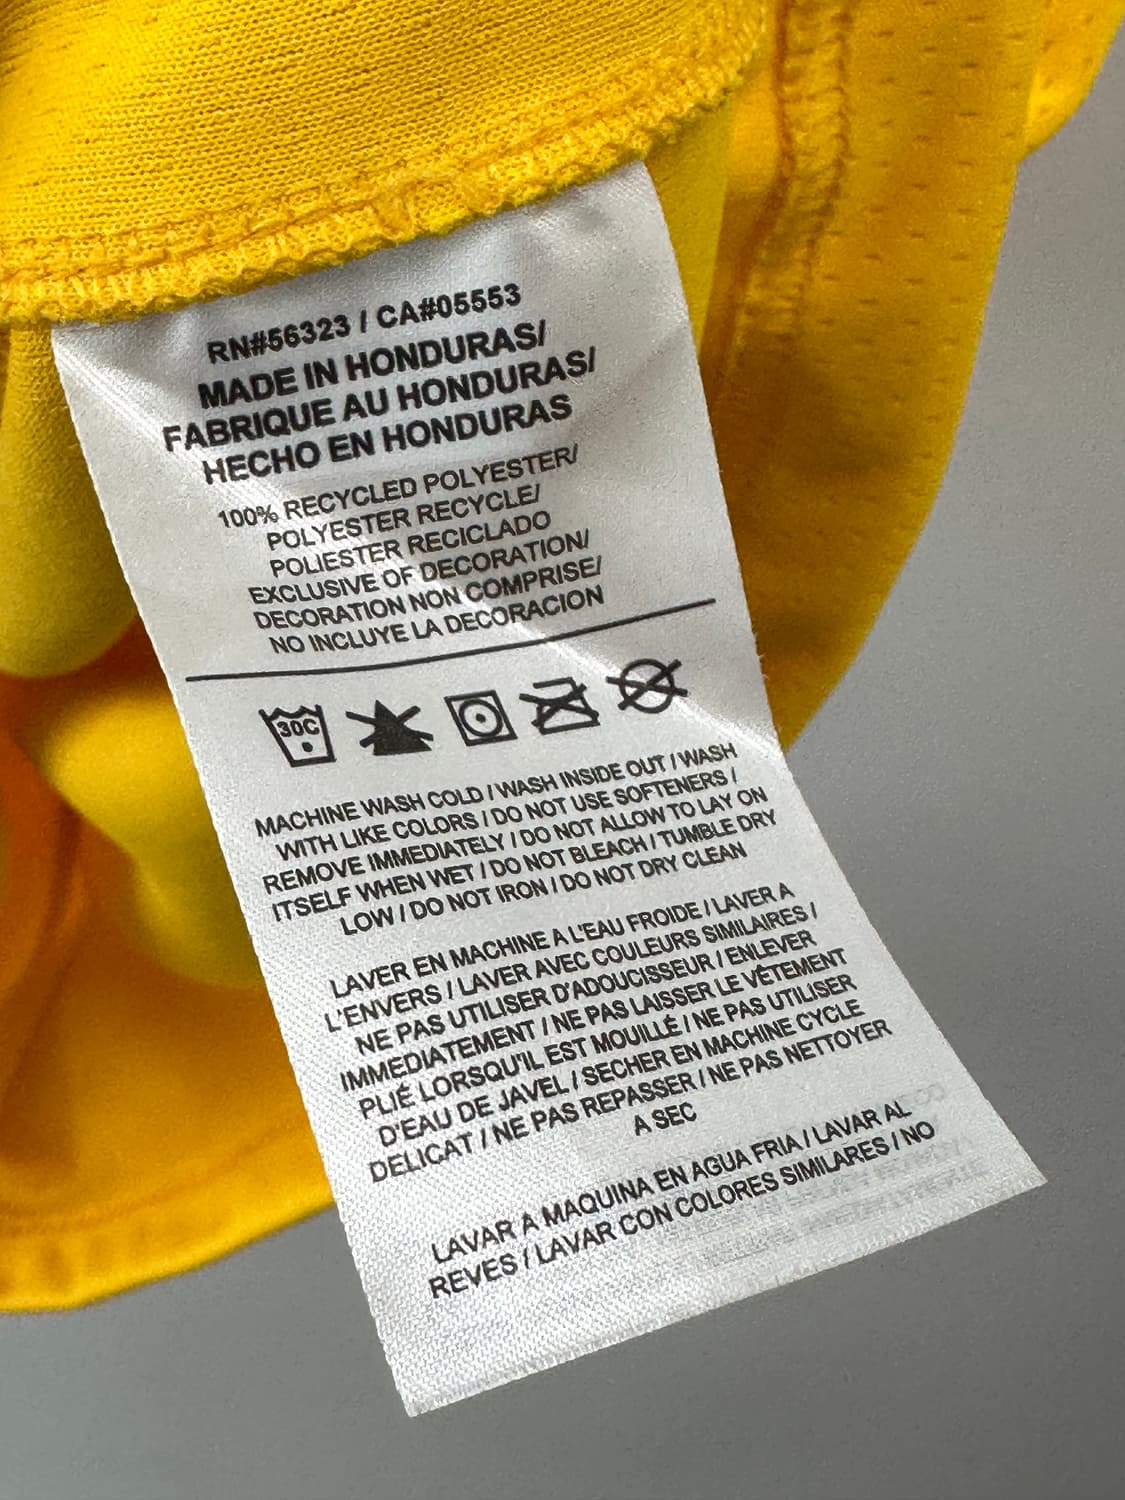 RN#56323 / CA#05553
MADE IN HONDURAS/
FABRIQUE AU HONDURAS/
HECHO EN HONDURAS
100% RECYCLED POLYESTER/
POLYESTER RECYCLE/
POLIESTER RECICLADO
EXCLUSIVE OF DECORATION/
DECORATION NON COMPRISE/
NO INCLUYE LA DECORACION
30C
MACHINE WASH COLD / WASH INSIDE OUT / WASH
WITH LIKE COLORS / DO NOT USE SOFTENERS /
REMOVE IMMEDIATELY / DO NOT ALLOW TO LAY ON
ITSELF WHEN WET / DO NOT BLEACH / TUMBLE DRY
LOW / DO NOT IRON / DO NOT DRY CLEAN
LAVER EN MACHINE A L'EAU FROIDE / LAVER A
L'ENVERS / LAVER AVEC COULEURS SIMILAIRES /
NE PAS UTILISER D'ADOUCISSEUR / ENLEVER
IMMEDIATEMENT / NE PAS LAISSER LE VÊTEMENT
PLIÉ LORSQU'IL EST MOUILLÉ / NE PAS UTILISER
D'EAU DE JAVEL / SECHER EN MACHINE CYCLE
DELICAT / NE PAS REPASSER / NE PAS NETTOYER
A SEC
LAVAR A MAQUINA EN AGUA FRIA / LAVAR AL
REVES / LAVAR CON COLORES SIMILARES / NO